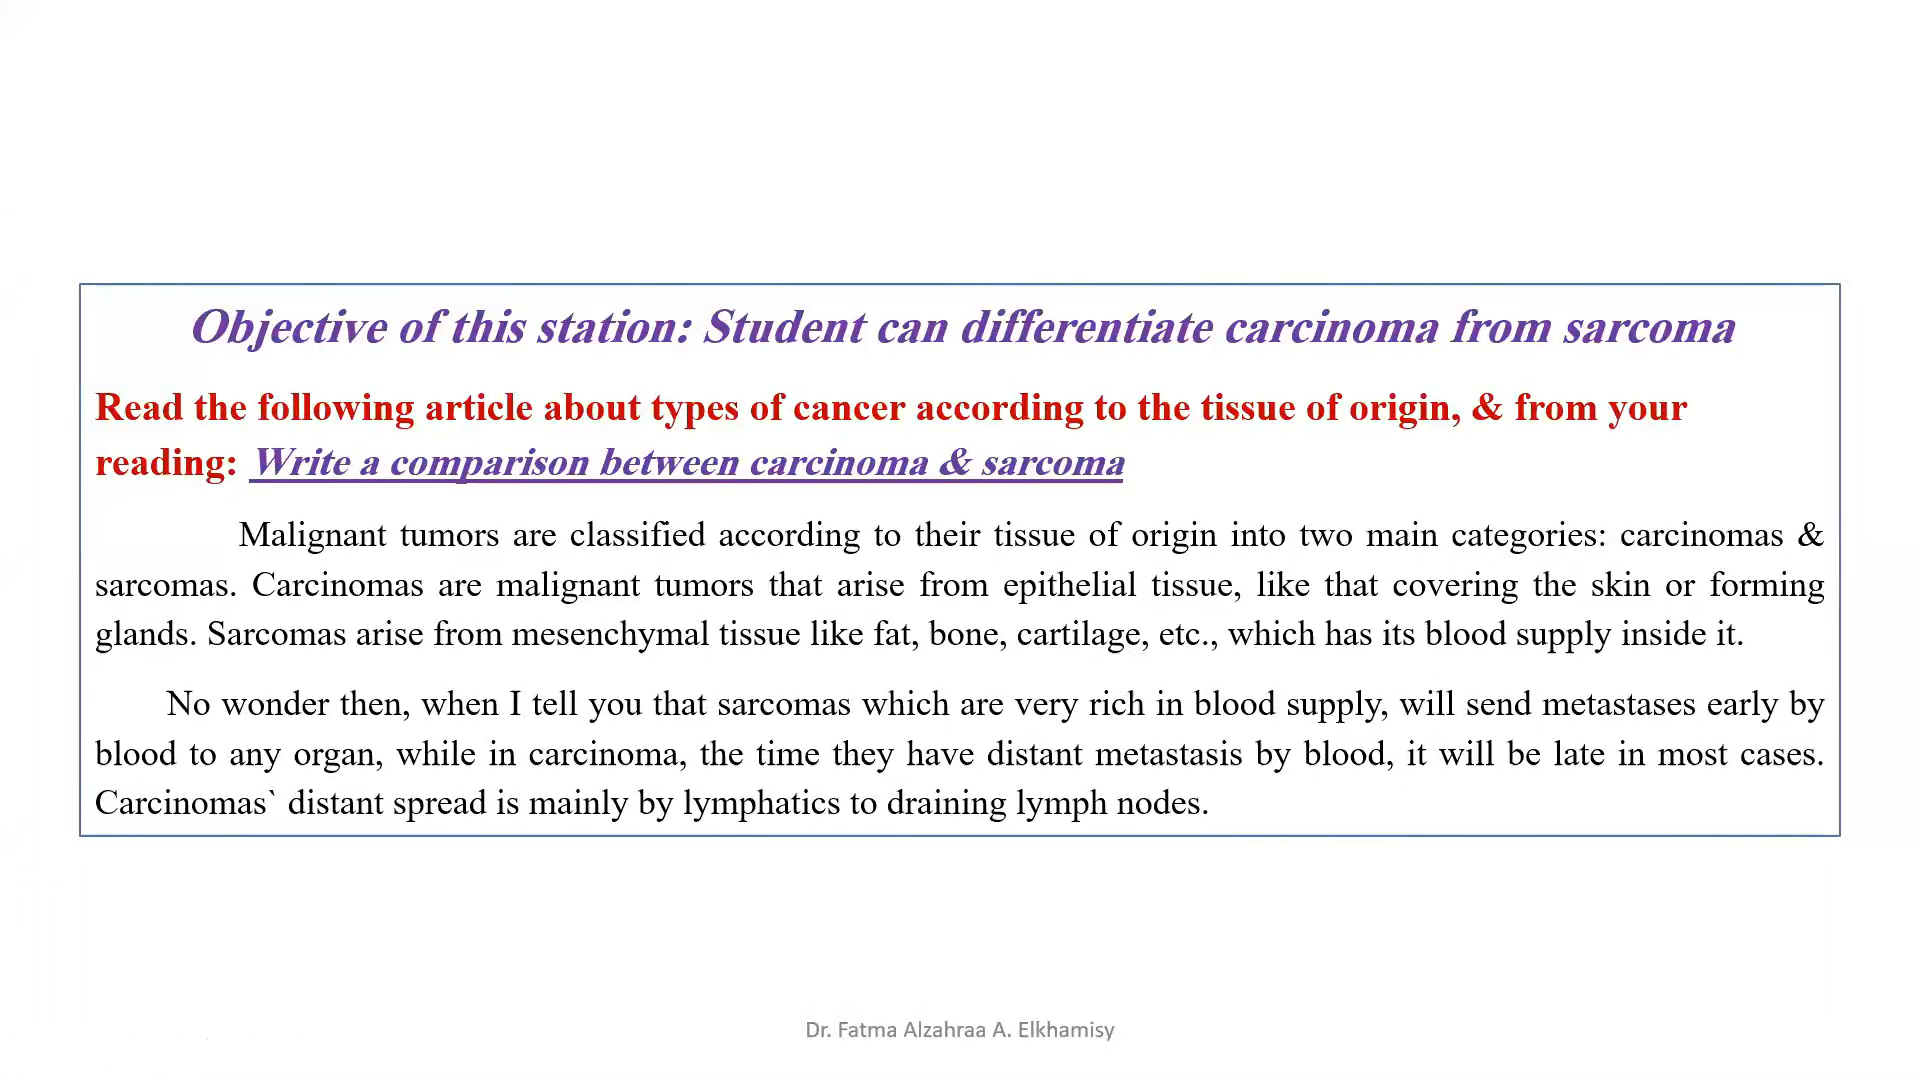 Objective of this station: Student can differentiate carcinoma from sarcoma
Read the following article about types of cancer according to the tissue of origin, & from your
reading: Write a comparison between carcinoma & sarcoma
Malignant tumors are classified according to their tissue of origin into two main categories: carcinomas &
sarcomas. Carcinomas are malignant tumors that arise from epithelial tissue, like that covering the skin or forming
glands. Sarcomas arise from mesenchymal tissue like fat, bone, cartilage, etc., which has its blood supply inside it.
No wonder then, when I tell you that sarcomas which are very rich in blood supply, will send metastases early by
blood to any organ, while in carcinoma, the time they have distant metastasis by blood, it will be late in most cases.
Carcinomas` distant spread is mainly by lymphatics to draining lymph nodes.
Dr. Fatma Alzahraa A. Elkhamisy